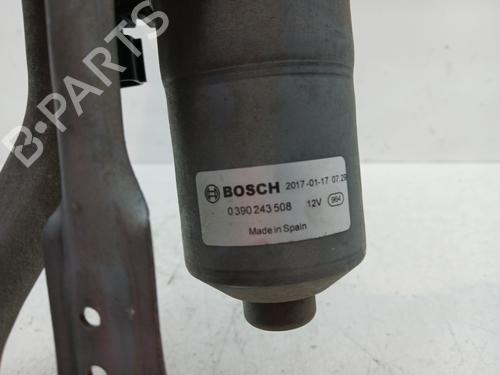 BOSCH 2017-01-17 07:29
0 390 243 508 12V 964
Made in Spain
B-PARTS